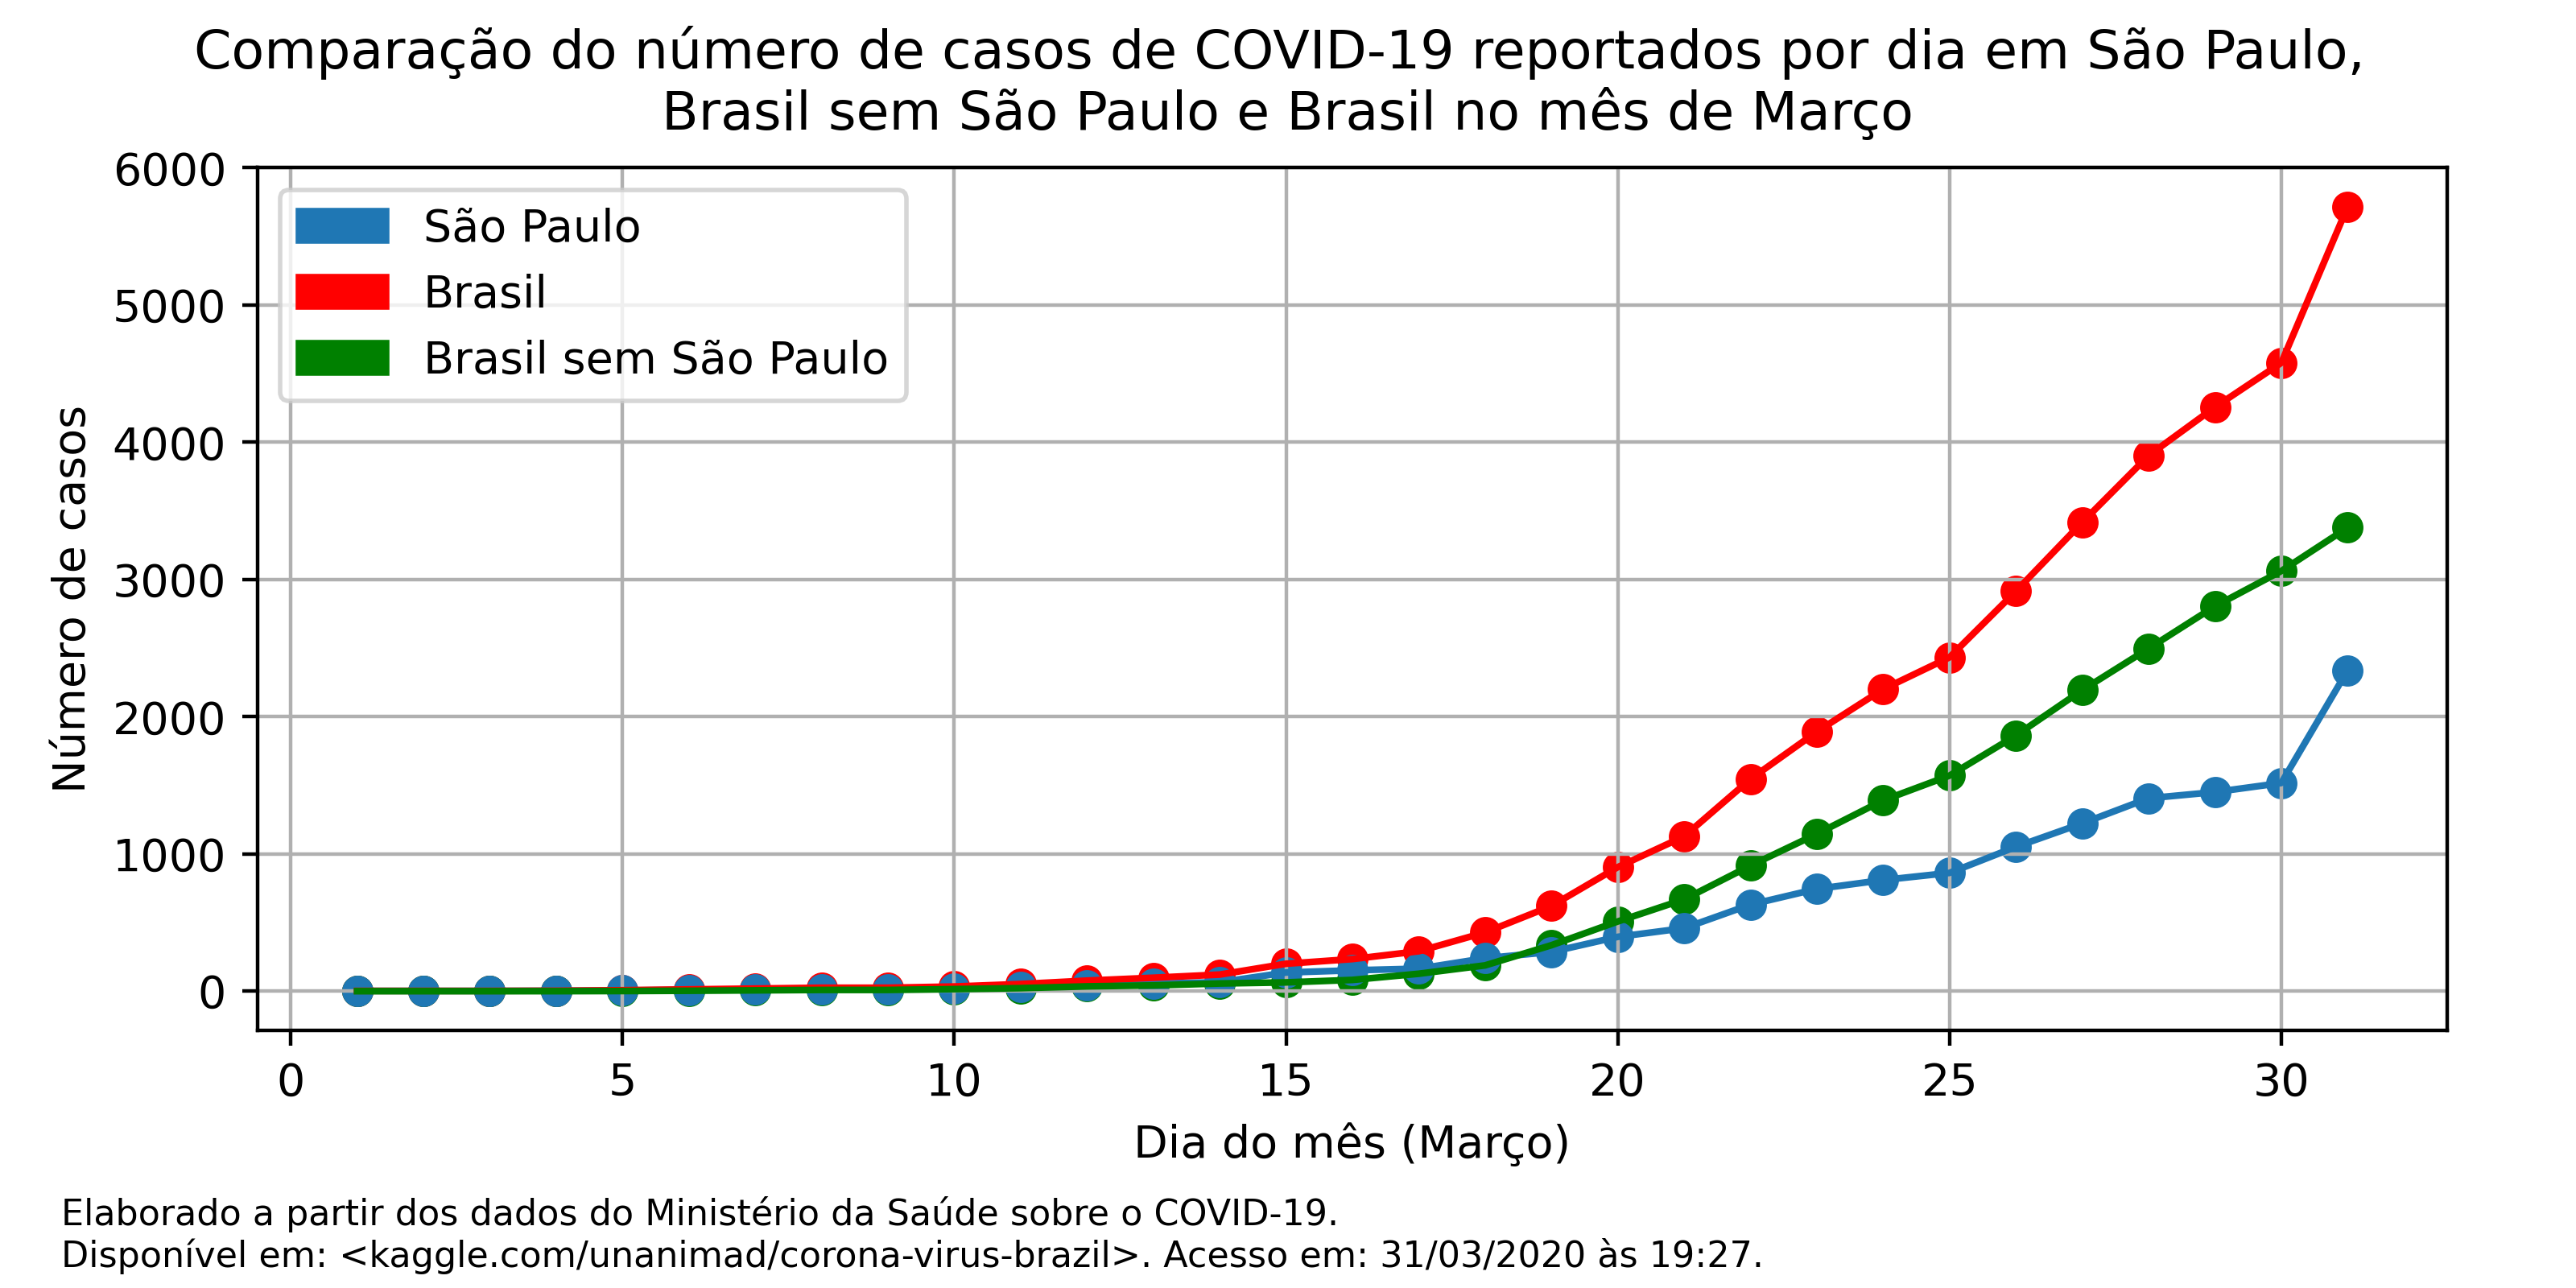 Comparação do número de casos de COVID-19 reportados por dia em São Paulo,
Brasil sem São Paulo e Brasil no mês de Março
São Paulo
Brasil
Brasil sem São Paulo
Número de casos
6000
5000
4000
3000
2000
1000
0
0 5 10 15 20 25 30
Dia do mês (Março)
Elaborado a partir dos dados do Ministério da Saúde sobre o COVID-19.
Disponível em: <kaggle.com/unanimad/corona-virus-brazil>. Acesso em: 31/03/2020 às 19:27.